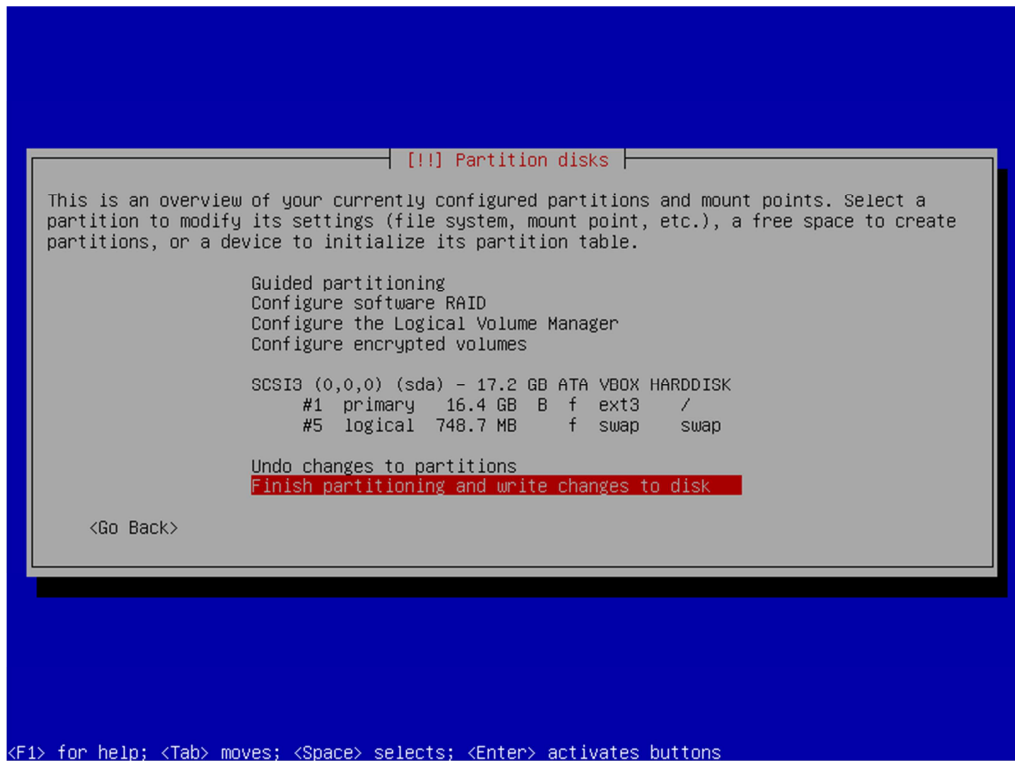 [!!] Partition disks
This is an overview of your currently configured partitions and mount points. Select a
partition to modify its settings (file system, mount point, etc.), a free space to create
partitions, or a device to initialize its partition table.
Guided partitioning
Configure software RAID
Configure the Logical Volume Manager
Configure encrypted volumes
SCSI3 (0,0,0) (sda) - 17.2 GB ATA VBOX HARDDISK
#1 primary 16.4 GB B f ext3 /
#5 logical 748.7 MB f swap swap
Undo changes to partitions
Finish partitioning and write changes to disk
<Go Back>
<F1> for help; <Tab> moves; <Space> selects; <Enter> activates buttons